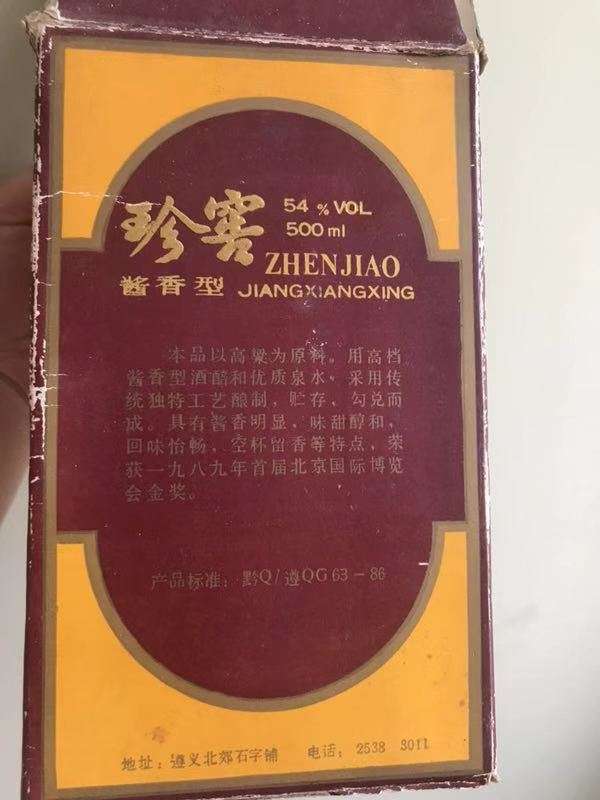 珍窖 54 % VOL
500 ml
ZHENJIAO
酱香型 JIANGXIANGXING
本品以高粱为原料。用高档
酱香型酒醅和优质泉水，采用传
统独特工艺酿制，贮存，勾兑而
成。具有酱香明显，味甜醇和，
回味怡畅，空杯留香等特点，荣
获一九八九年首届北京国际博览
会金奖。
产品标准：黔Q/遵QG 63-86
地址：遵义北郊石字铺 电话：2538 3011